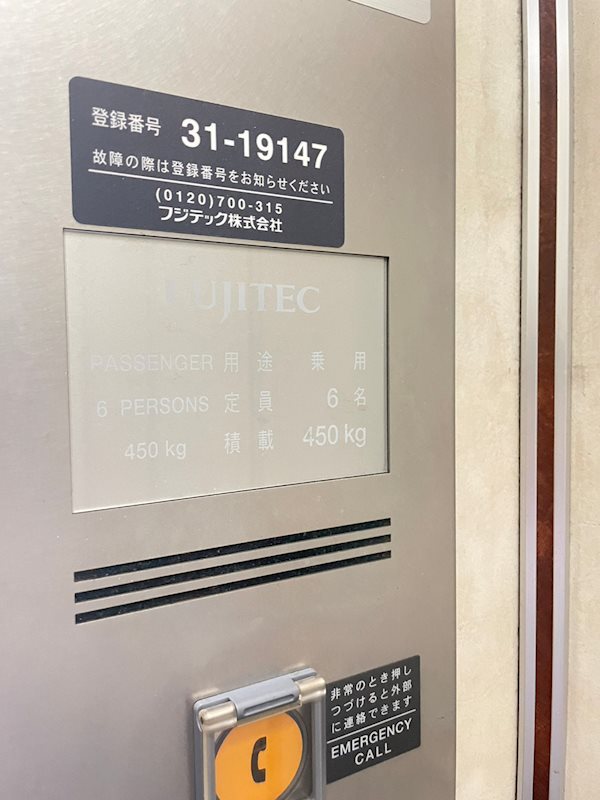 登録番号 31-19147
故障の際は登録番号をお知らせください
(0120)700-315
フジテック株式会社
FUJITEC
PASSENGER 用途 乗用
6 PERSONS 定員 6名
450 kg 積載 450 kg
非常のとき押し
つづけると外部
に連絡できます
EMERGENCY
CALL